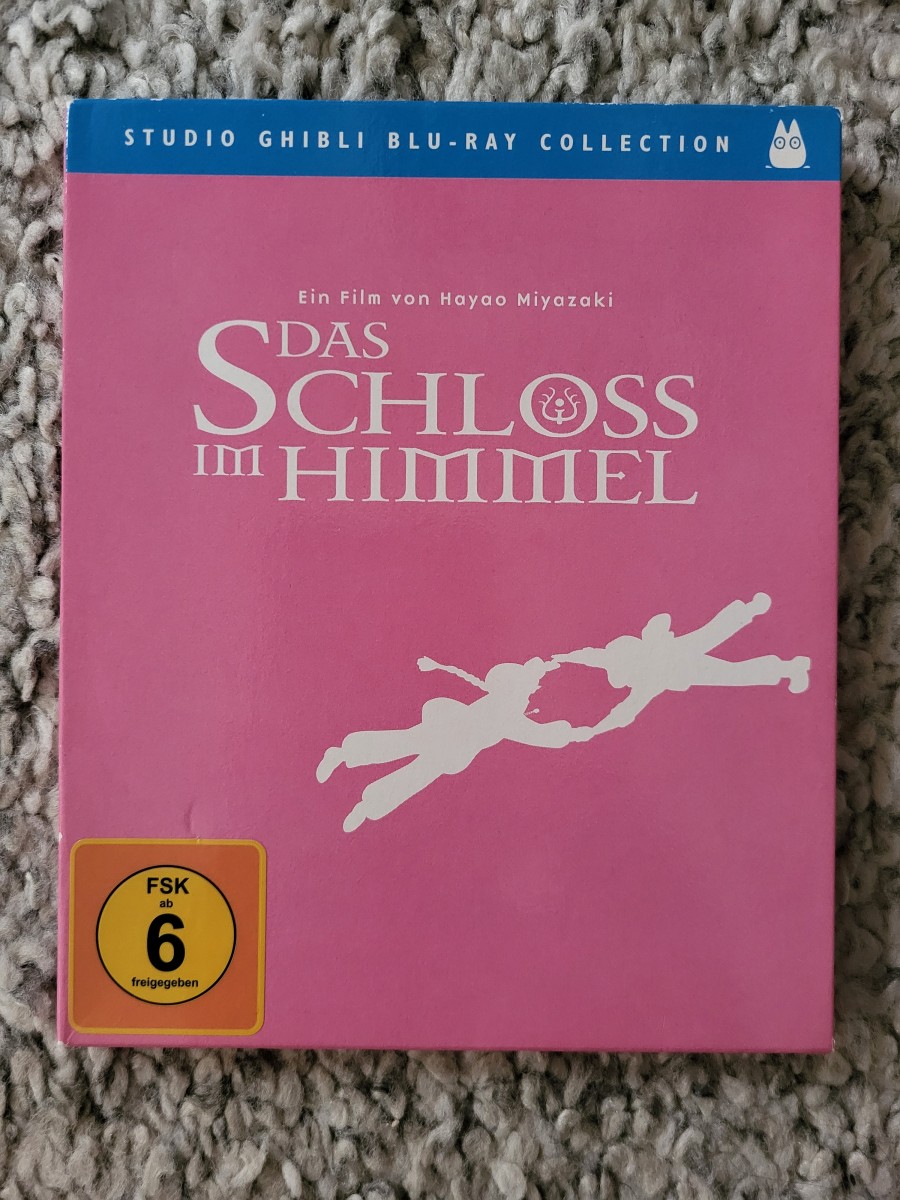 STUDIO GHIBLI BLU-RAY COLLECTION
Ein Film von Hayao Miyazaki
DAS
SCHLOSS
IM HIMMEL
FSK
ab
6
freigegeben